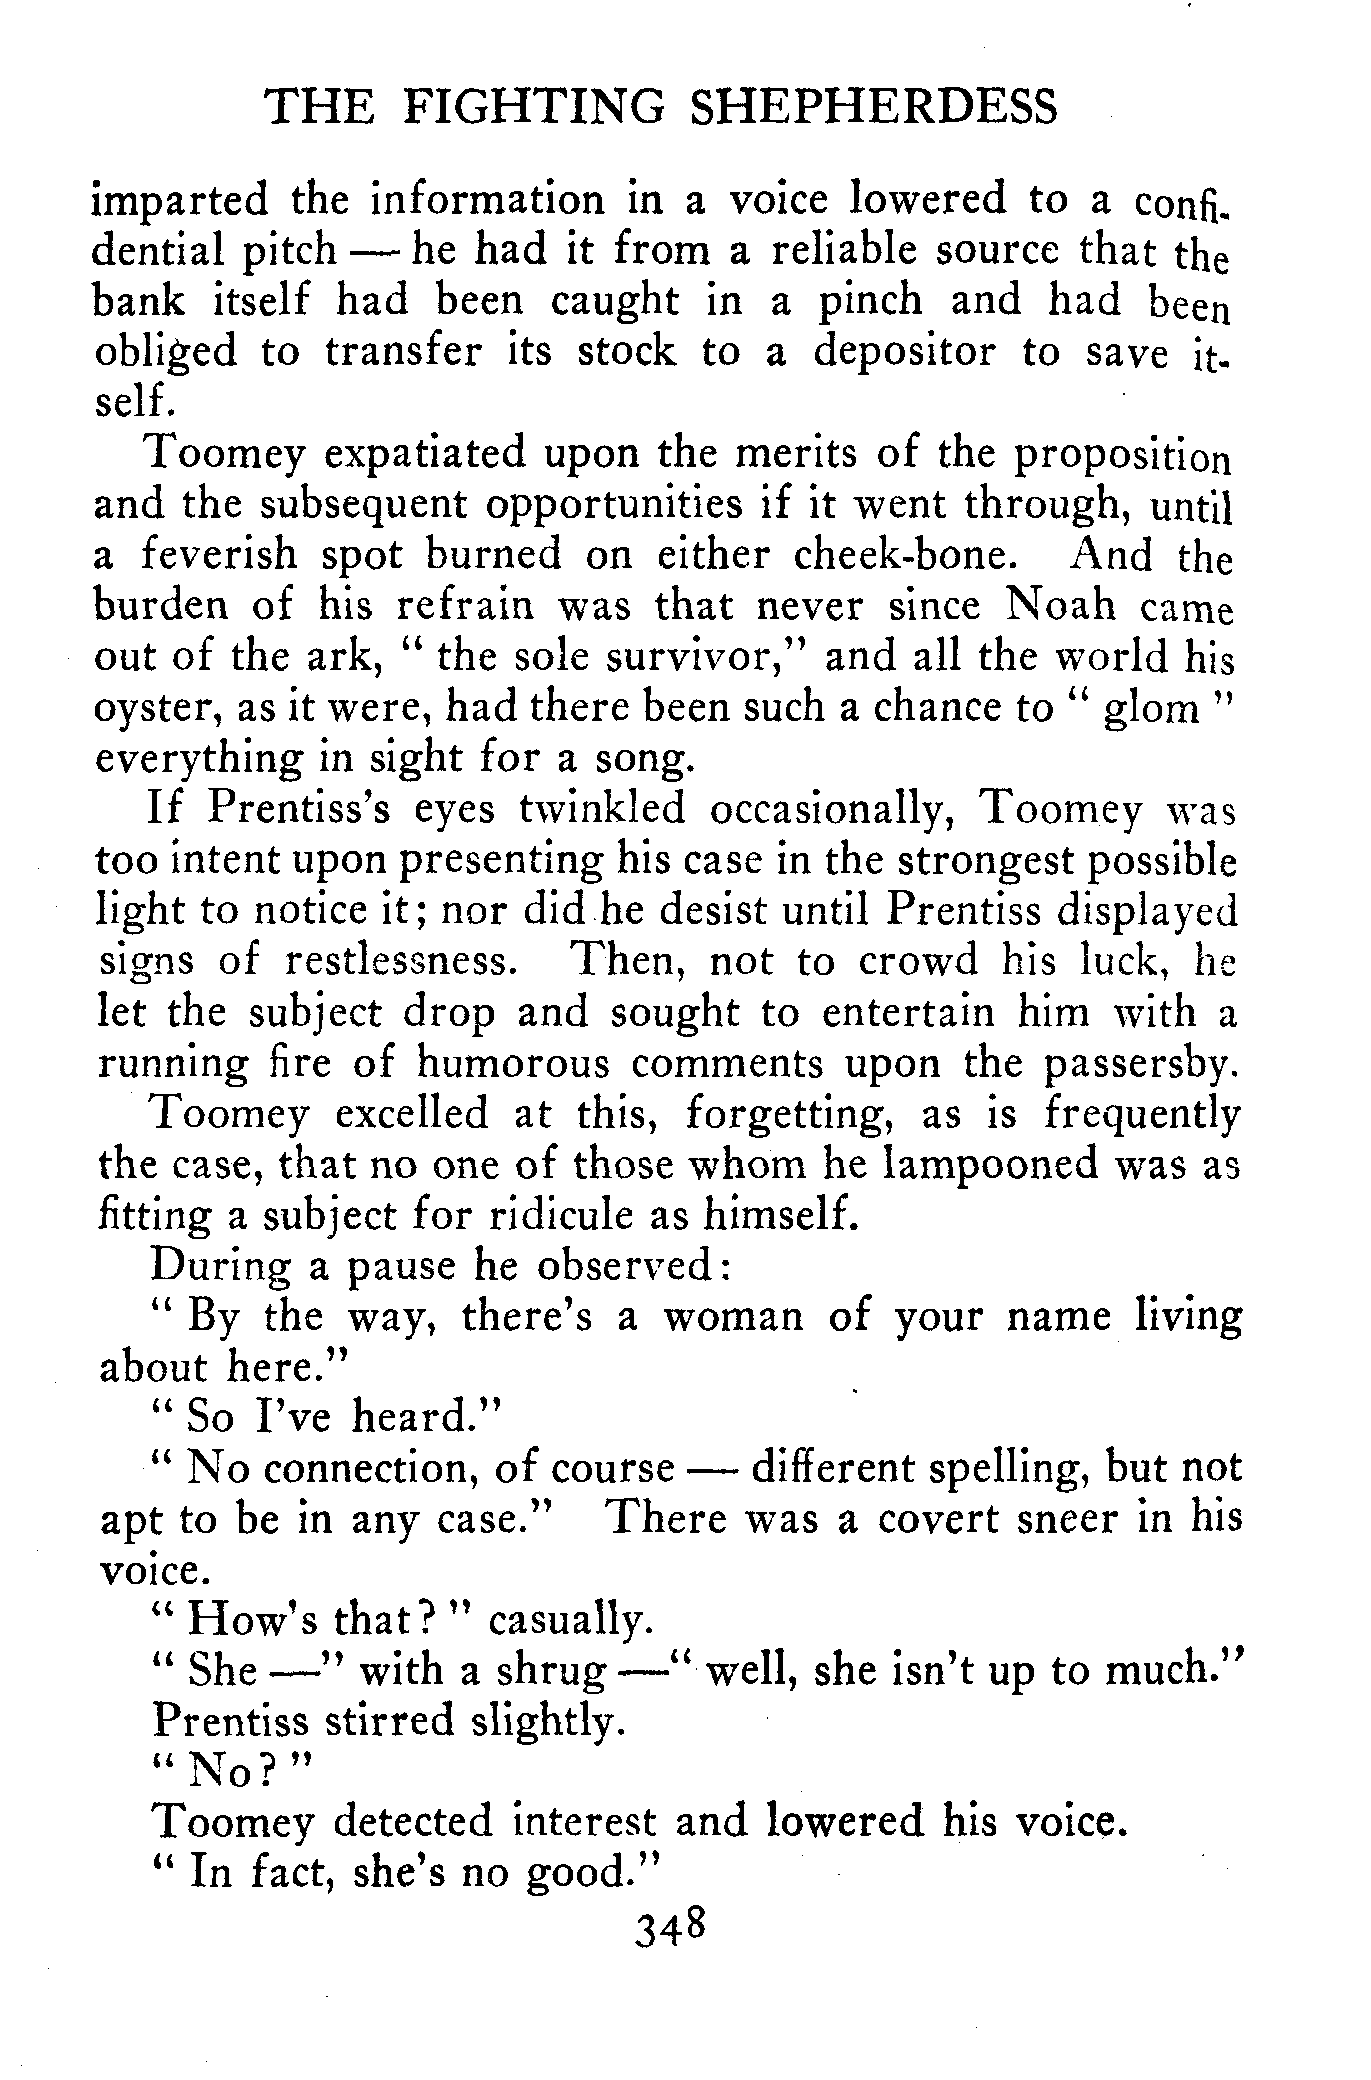 THE FIGHTING SHEPHERDESS
imparted the information in a voice lowered to a confi-
dential pitch — he had it from a reliable source that the
bank itself had been caught in a pinch and had been
obliged to transfer its stock to a depositor to save it-
self.
Toomey expatiated upon the merits of the proposition
and the subsequent opportunities if it went through, until
a feverish spot burned on either cheek-bone. And the
burden of his refrain was that never since Noah came
out of the ark, " the sole survivor," and all the world his
oyster, as it were, had there been such a chance to " glom "
everything in sight for a song.
If Prentiss's eyes twinkled occasionally, Toomey was
too intent upon presenting his case in the strongest possible
light to notice it; nor did he desist until Prentiss displayed
signs of restlessness. Then, not to crowd his luck, he
let the subject drop and sought to entertain him with a
running fire of humorous comments upon the passersby.
Toomey excelled at this, forgetting, as is frequently
the case, that no one of those whom he lampooned was as
fitting a subject for ridicule as himself.
During a pause he observed:
" By the way, there's a woman of your name living
about here."
" So I've heard."
" No connection, of course — different spelling, but not
apt to be in any case." There was a covert sneer in his
voice.
" How's that? " casually.
" She —" with a shrug —" well, she isn't up to much."
Prentiss stirred slightly.
" No? "
Toomey detected interest and lowered his voice.
" In fact, she's no good."
348